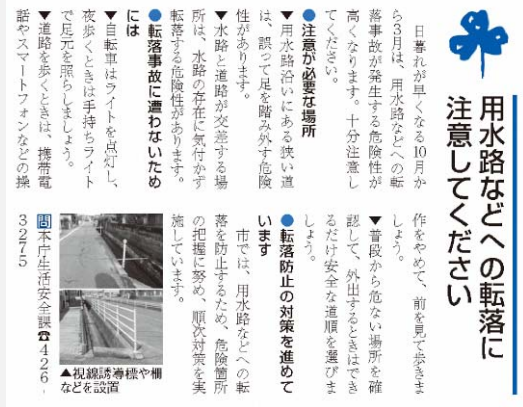 用水路などへの転落に
注意してください
日暮れが早くなる10月か
ら3月は、用水路などへの転
落事故が発生する危険性が
高くなります。十分注意し
てください。
●注意が必要な場所
▼用水路沿いにある狭い道
は、誤って足を踏み外す危険
性があります。
▼水路と道路が交差する場
所は、水路の存在に気付かず
転落する危険性があります。
●転落事故に遭わないため
には
▼自転車はライトを点灯し、
夜歩くときは手持ちライト
で足元を照らしましょう。
▼道路を歩くときは、携帯電
話やスマートフォンなどの操
作をやめて、前を見て歩きま
しょう。
▼普段から危ない場所を確
認して、外出するときはでき
るだけ安全な道順を選びま
しょう。
●転落防止の対策を進めて
います
市では、用水路などへの転
落を防止するため、危険箇所
の把握に努め、順次対策を実
施しています。
▲視線誘導標や柵
などを設置
問本庁生活安全課☎426-
3275